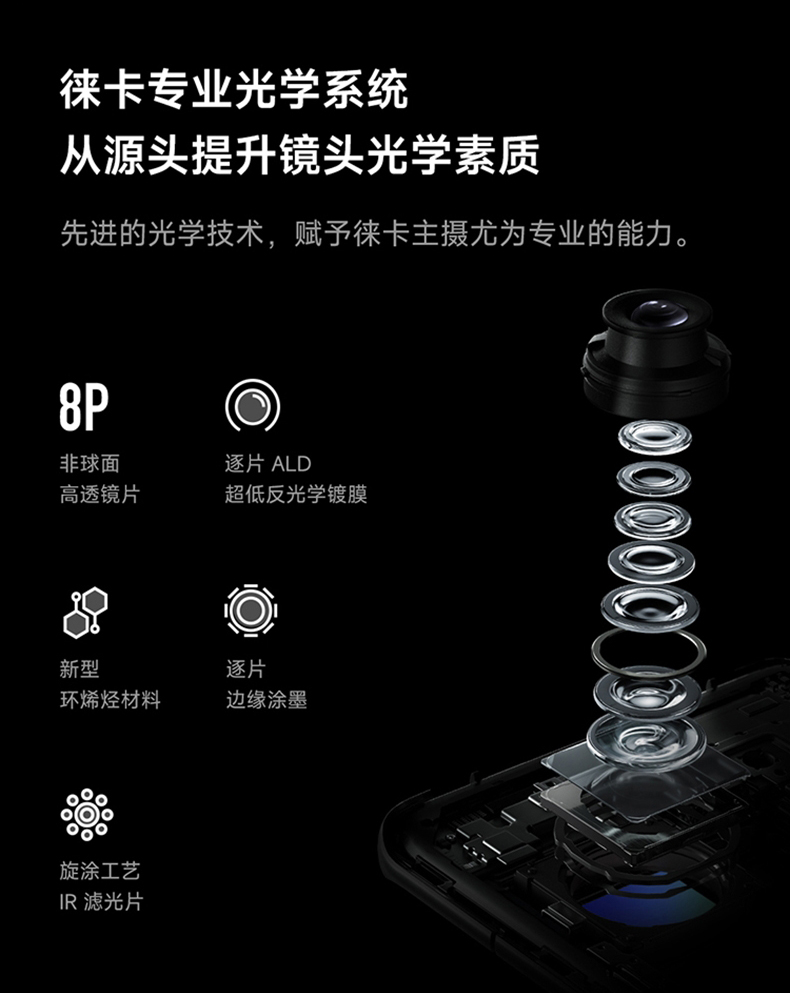 徕卡专业光学系统
从源头提升镜头光学素质
先进的光学技术，赋予徕卡主摄尤为专业的能力。
8P
非球面
高透镜片
逐片 ALD
超低反光学镀膜
新型
环烯烃材料
逐片
边缘涂墨
旋涂工艺
IR 滤光片